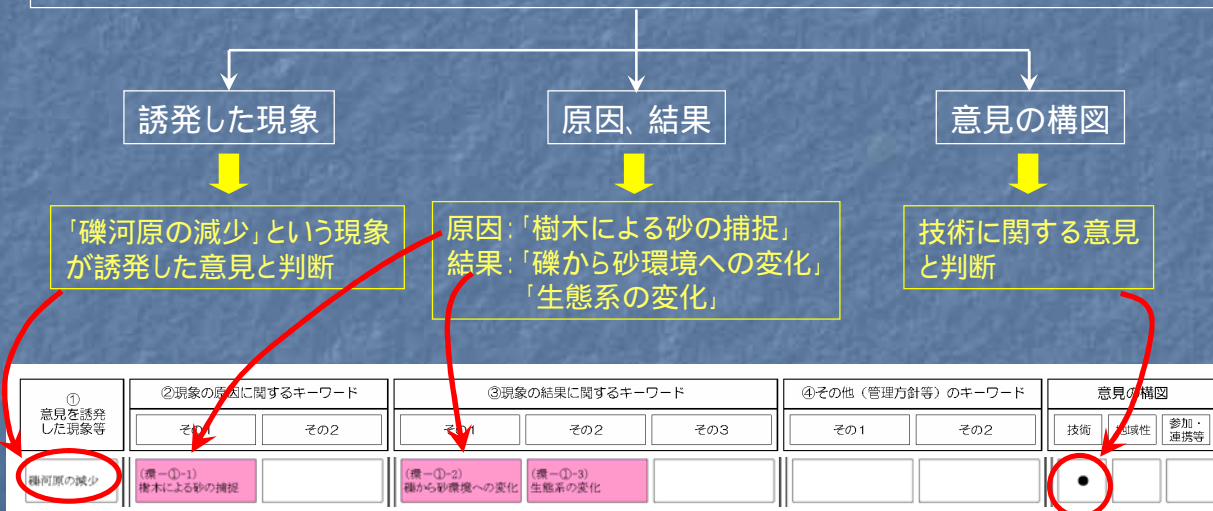 誘発した現象
原因、結果
意見の構図
「礫河原の減少」という現象
が誘発した意見と判断
原因:「樹木による砂の捕捉」
結果:「礫から砂環境への変化」
「生態系の変化」
技術に関する意見
と判断
①
意見を誘発
した現象等
②現象の原因に関するキーワード
③現象の結果に関するキーワード
④その他(管理方針等)のキーワード
意見の構図
その1
その2
その1
その2
その3
その1
その2
技術
地域性
参加・
連携等
礫河原の減少
(環-①-1)
樹木による砂の捕捉
(環-①-2)
礫から砂環境への変化
(環-①-3)
生態系の変化
●